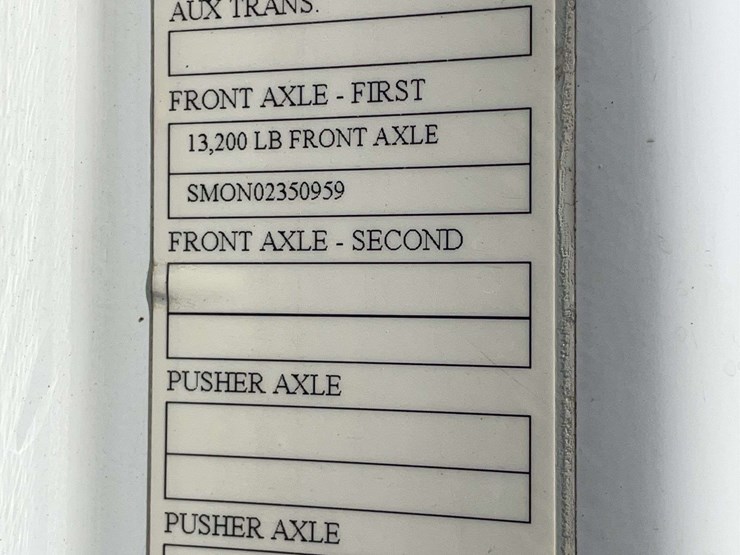 AUX TRANS.
FRONT AXLE - FIRST
13,200 LB FRONT AXLE
SMON02350959
FRONT AXLE - SECOND
PUSHER AXLE
PUSHER AXLE